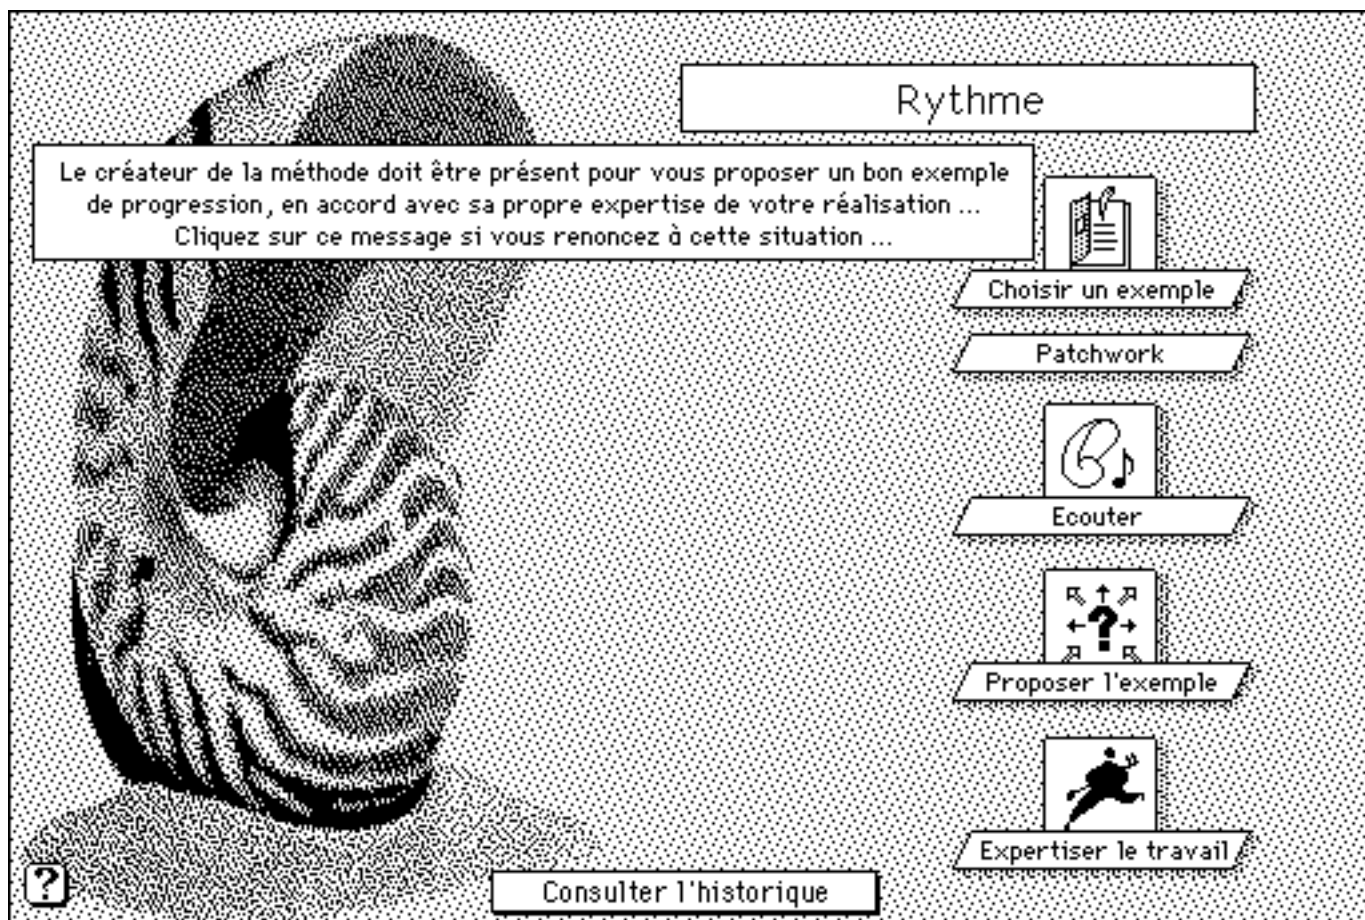 Rythme
Le créateur de la méthode doit être présent pour vous proposer un bon exemple
de progression, en accord avec sa propre expertise de votre réalisation ...
Cliquez sur ce message si vous renoncez à cette situation ...
Choisir un exemple
Patchwork
Ecouter
?
Proposer l'exemple
Expertiser le travail
?
Consulter l'historique